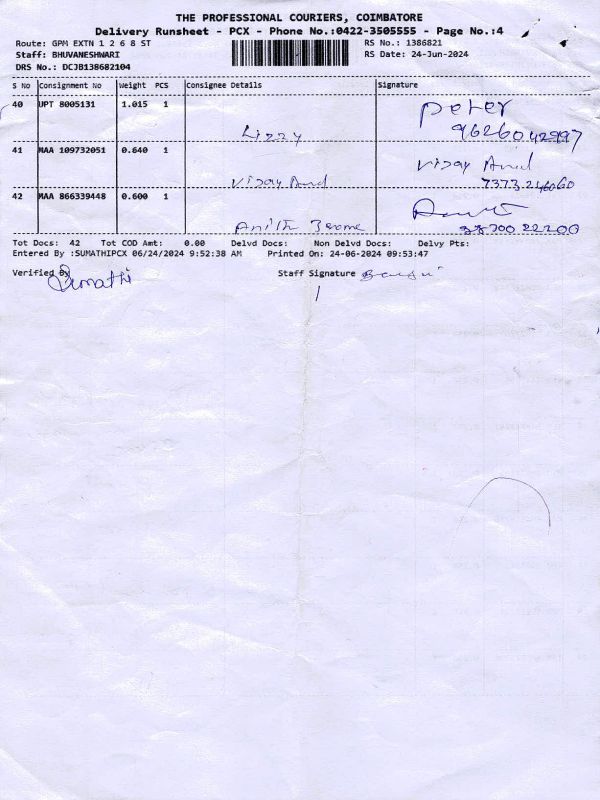 THE PROFESSIONAL COURIERS, COIMBATORE
Delivery Runsheet - PCX - Phone No.:0422-3505555 - Page No.:4
Route: GPM EXTN 1 2 6 8 ST
RS No.: 1386821
Staff: BHUVANESHWARI
RS Date: 24-Jun-2024
DRS No.: DCJB138682104
S No Consignment No Weight PCS Consignee Details Signature
40 UPT 8005131 1.015 1 Lizzy Peter 9626042997
41 MAA 109732051 0.640 1 Vijay Anand
42 MAA 866339448 0.600 1 Anith Jerome
Tot Docs: 42 Tot COD Amt: 0.00 Delvd Docs: Non Delvd Docs: Delvy Pts:
Entered By :SUMATHIPCX 06/24/2024 9:52:38 AM Printed On: 24-06-2024 09:53:47
Verified By Sumathi Staff Signature